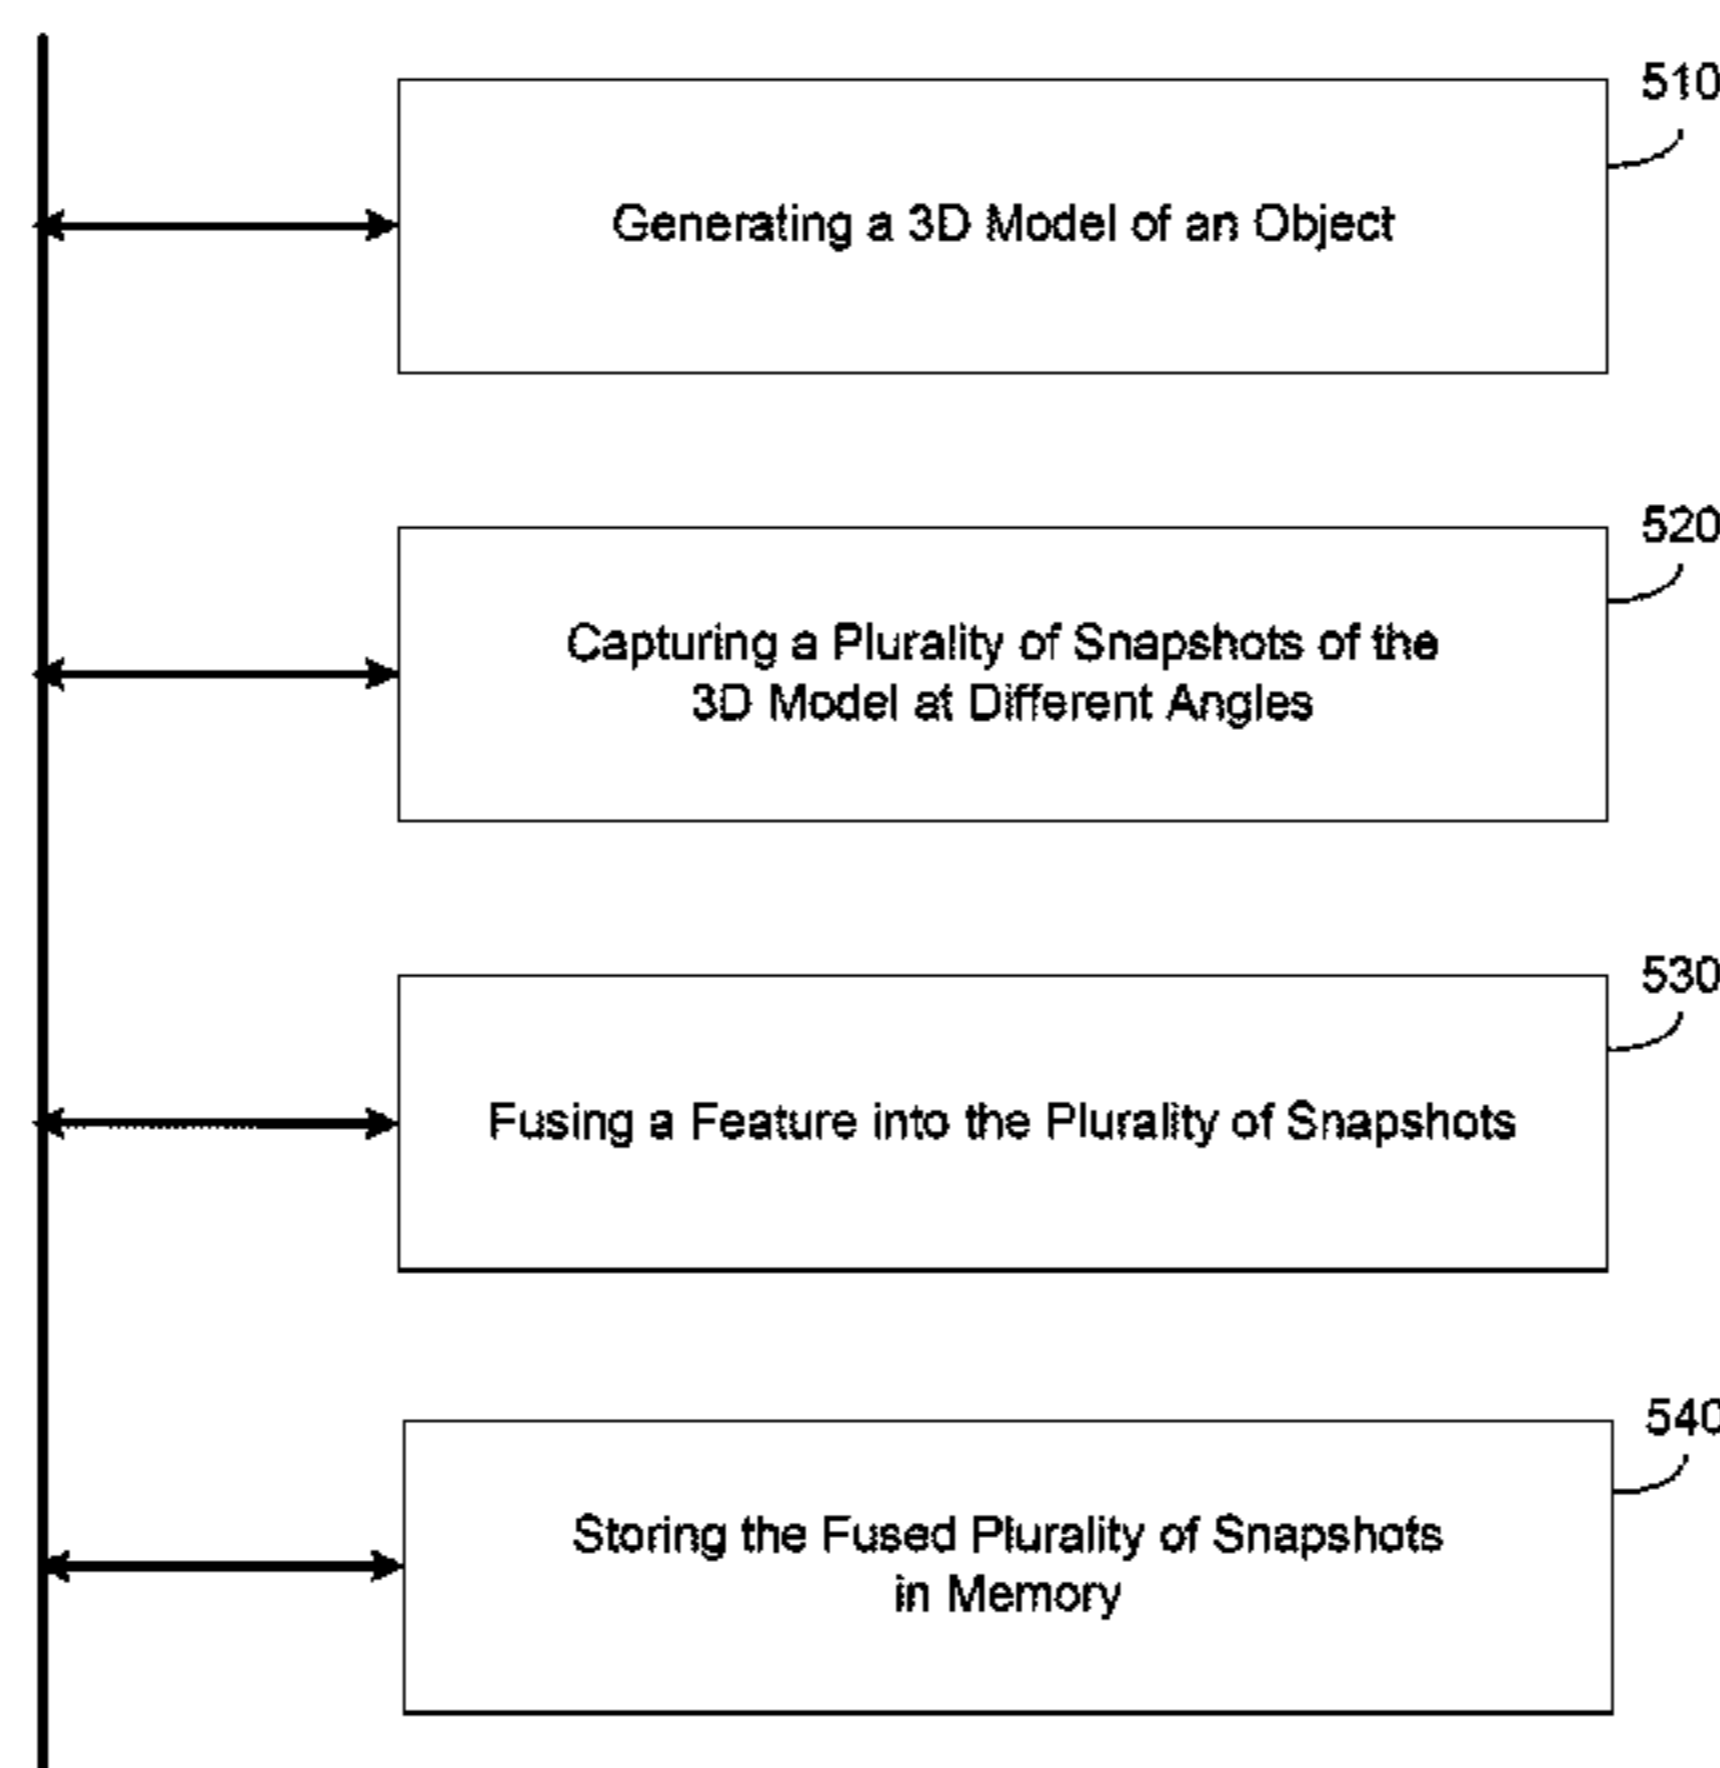 510
Generating a 3D Model of an Object
520
Capturing a Plurality of Snapshots of the
3D Model at Different Angles
530
Fusing a Feature into the Plurality of Snapshots
540
Storing the Fused Plurality of Snapshots
in Memory